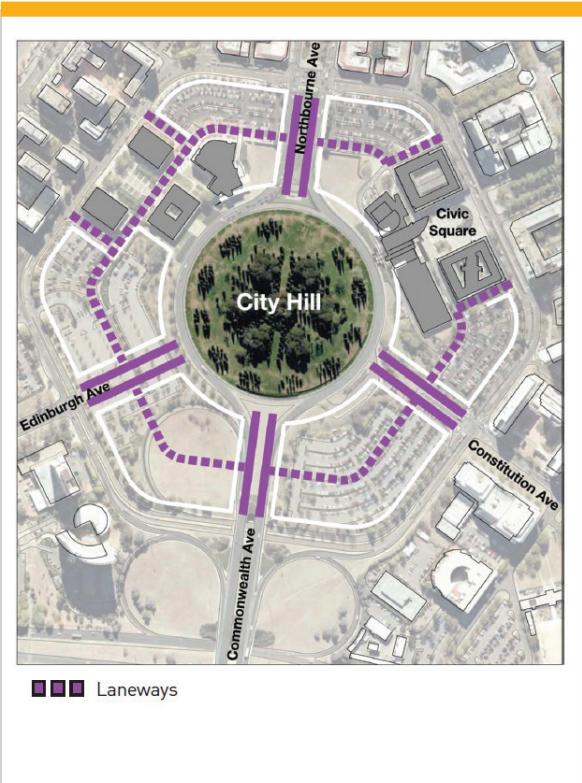 Northbourne Ave
Civic
Square
City Hill
Edinburgh Ave
Constitution Ave
Commonwealth Ave
Laneways